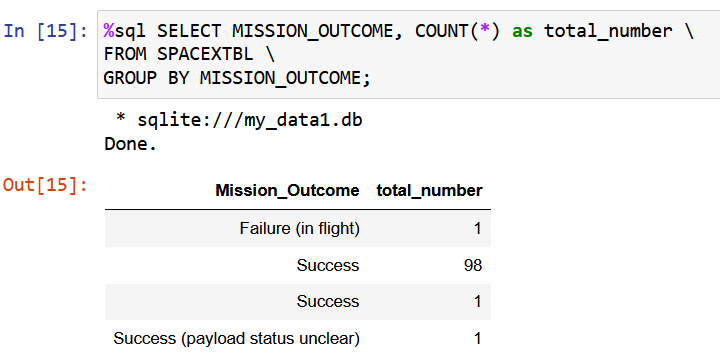 In [15]: %sql SELECT MISSION_OUTCOME, COUNT(*) as total_number \
FROM SPACEXTBL \
GROUP BY MISSION_OUTCOME;
* sqlite:///my_data1.db
Done.
Out[15]: Mission_Outcome total_number
Failure (in flight) 1
Success 98
Success 1
Success (payload status unclear) 1